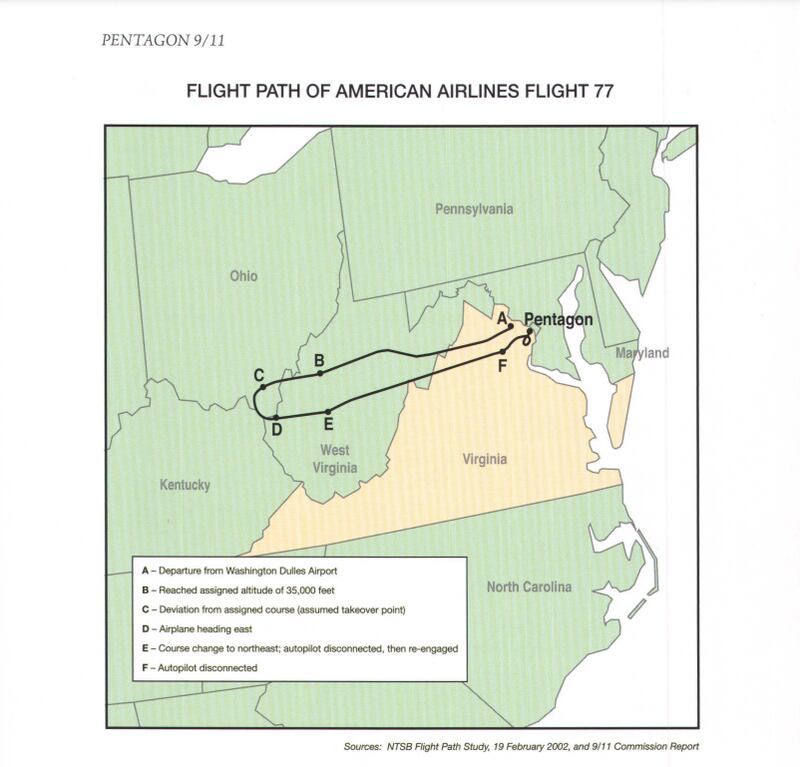 PENTAGON 9/11
FLIGHT PATH OF AMERICAN AIRLINES FLIGHT 77
Pennsylvania
Ohio
A
Pentagon
B
F
Maryland
C
D
E
West
Virginia
Virginia
Kentucky
North Carolina
A – Departure from Washington Dulles Airport
B – Reached assigned altitude of 35,000 feet
C – Deviation from assigned course (assumed takeover point)
D – Airplane heading east
E – Course change to northeast; autopilot disconnected, then re-engaged
F – Autopilot disconnected
Sources: NTSB Flight Path Study, 19 February 2002, and 9/11 Commission Report